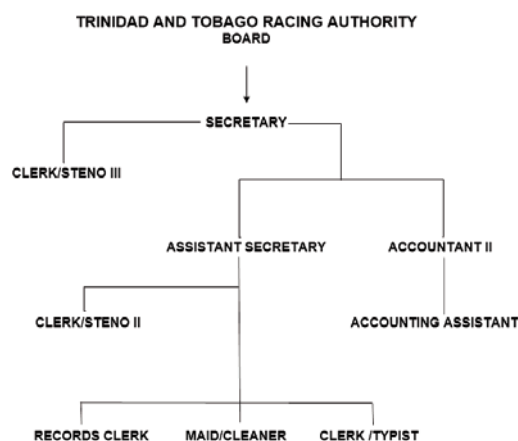 TRINIDAD AND TOBAGO RACING AUTHORITY
BOARD
SECRETARY
CLERK/STENO III
ASSISTANT SECRETARY
ACCOUNTANT II
CLERK/STENO II
ACCOUNTING ASSISTANT
RECORDS CLERK
MAID/CLEANER
CLERK /TYPIST